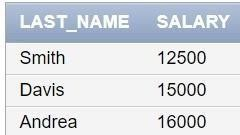 LAST_NAME SALARY
Smith 12500
Davis 15000
Andrea 16000